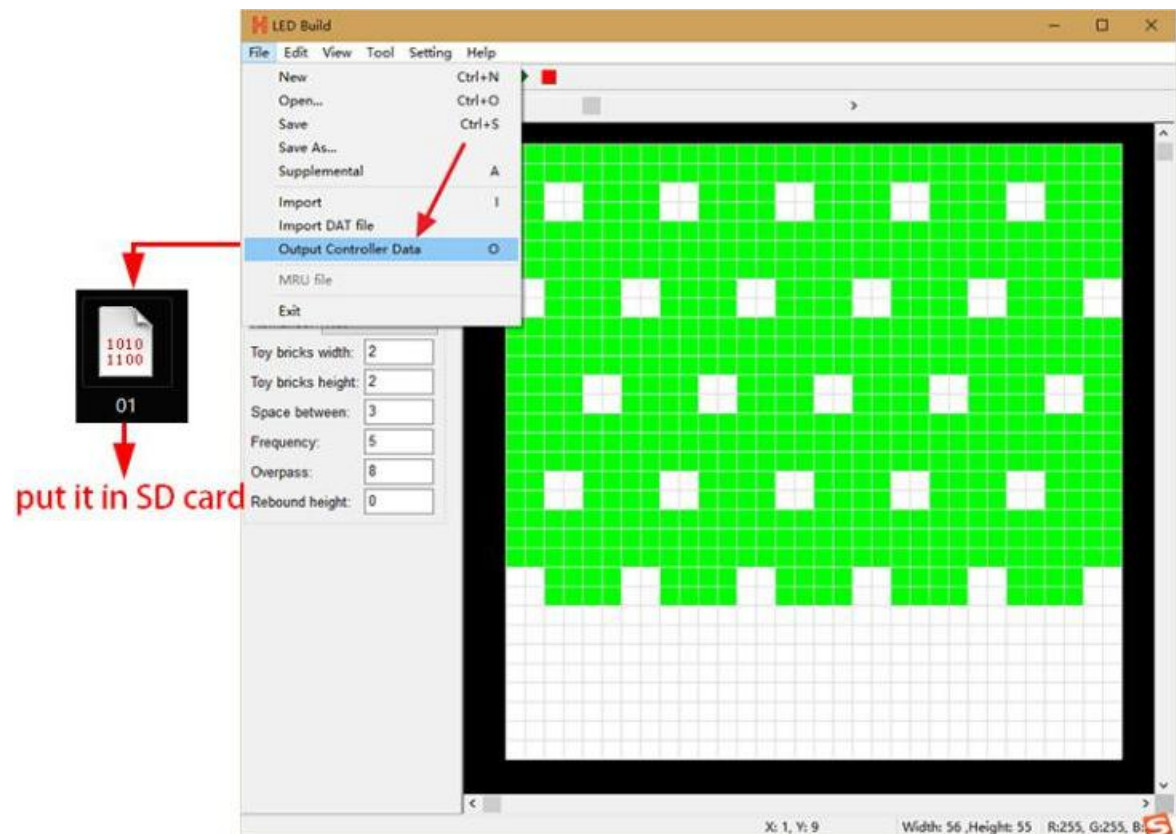 LED Build
File Edit View Tool Setting Help
New Ctrl+N
Open... Ctrl+O
Save Ctrl+S
Save As...
Supplemental A
Import I
Import DAT file
Output Controller Data O
MRU file
Exit
1010
1100
01
put it in SD card
Toy bricks width: 2
Toy bricks height: 2
Space between: 3
Frequency: 5
Overpass: 8
Rebound height: 0
X: 1, Y: 9 Width: 56 ,Height: 55 R:255, G:255, B: